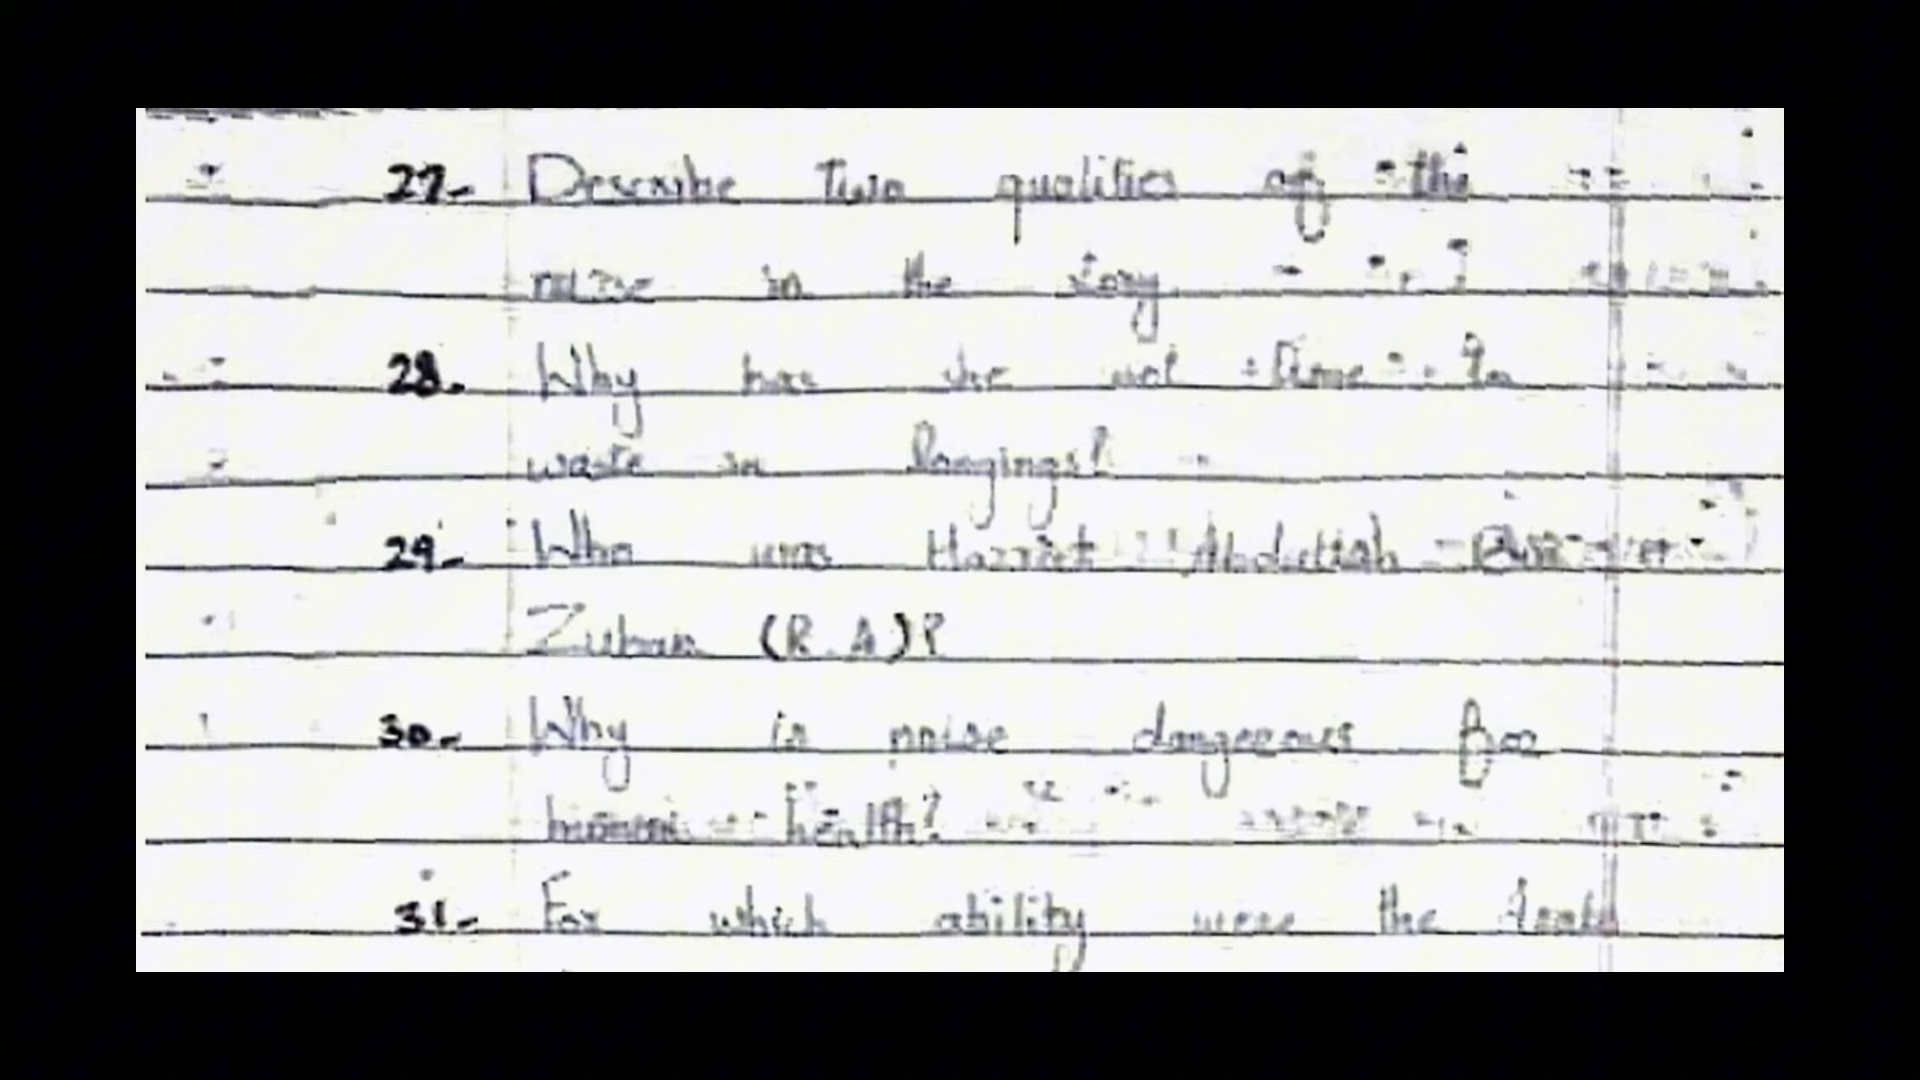 27- Describe Two qualities of the
nurse in the story
28. Why has she not time to
waste in longings?
29- Who was Hazrat Abdullah Bin
Zubair (R.A)?
30- Why is noise dangerous for
human health?
31- For which ability were the